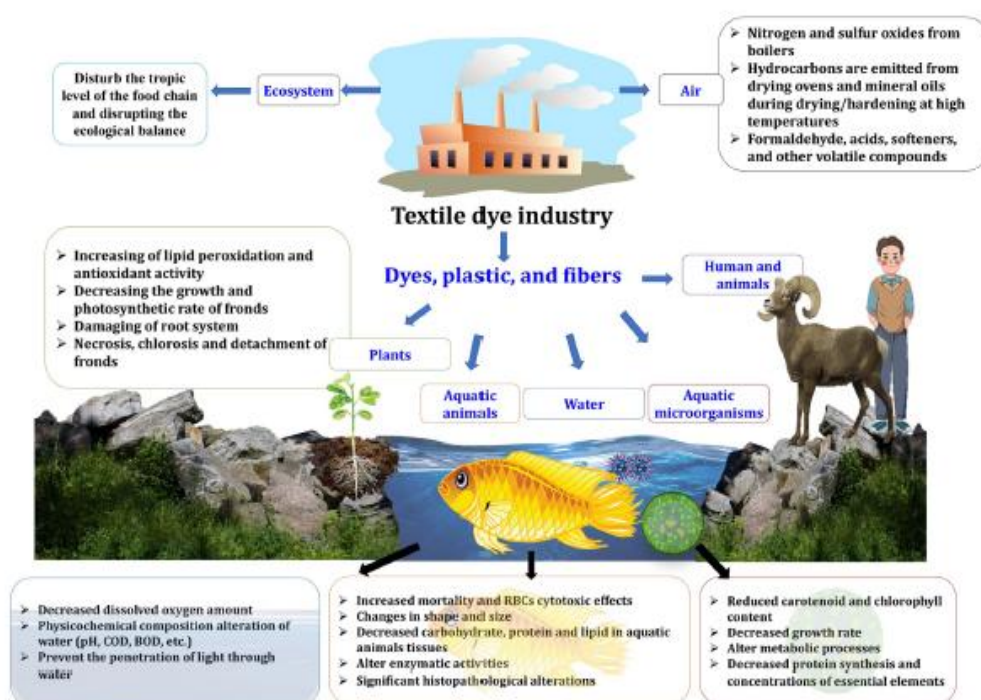 Disturb the tropic
level of the food chain
and disrupting the
ecological balance
Ecosystem
Air
➢ Nitrogen and sulfur oxides from
boilers
➢ Hydrocarbons are emitted from
drying ovens and mineral oils
during drying/hardening at high
temperatures
➢ Formaldehyde, acids, softeners,
and other volatile compounds
Textile dye industry
Dyes, plastic, and fibers
Human and
animals
➢ Increasing of lipid peroxidation and
antioxidant activity
➢ Decreasing the growth and
photosynthetic rate of fronds
➢ Damaging of root system
➢ Necrosis, chlorosis and detachment of
fronds
Plants
Aquatic
animals
Water
Aquatic
microorganisms
➢ Decreased dissolved oxygen amount
➢ Physicochemical composition alteration of
water (pH, COD, BOD, etc.)
➢ Prevent the penetration of light through
water
➢ Increased mortality and RBCs cytotoxic effects
➢ Changes in shape and size
➢ Decreased carbohydrate, protein and lipid in aquatic
animals tissues
➢ Alter enzymatic activities
➢ Significant histopathological alterations
➢ Reduced carotenoid and chlorophyll
content
➢ Decreased growth rate
➢ Alter metabolic processes
➢ Decreased protein synthesis and
concentrations of essential elements